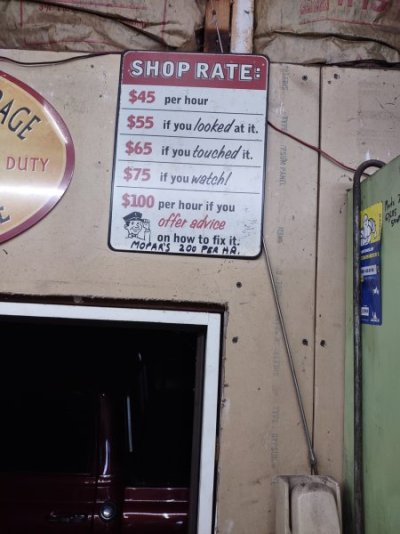 SHOP RATE:
$45 per hour
$55 if you looked at it.
$65 if you touched it.
$75 if you watch!
$100 per hour if you
offer advice
on how to fix it.
MOPAR'S 200 PER HR.
AGE
DUTY